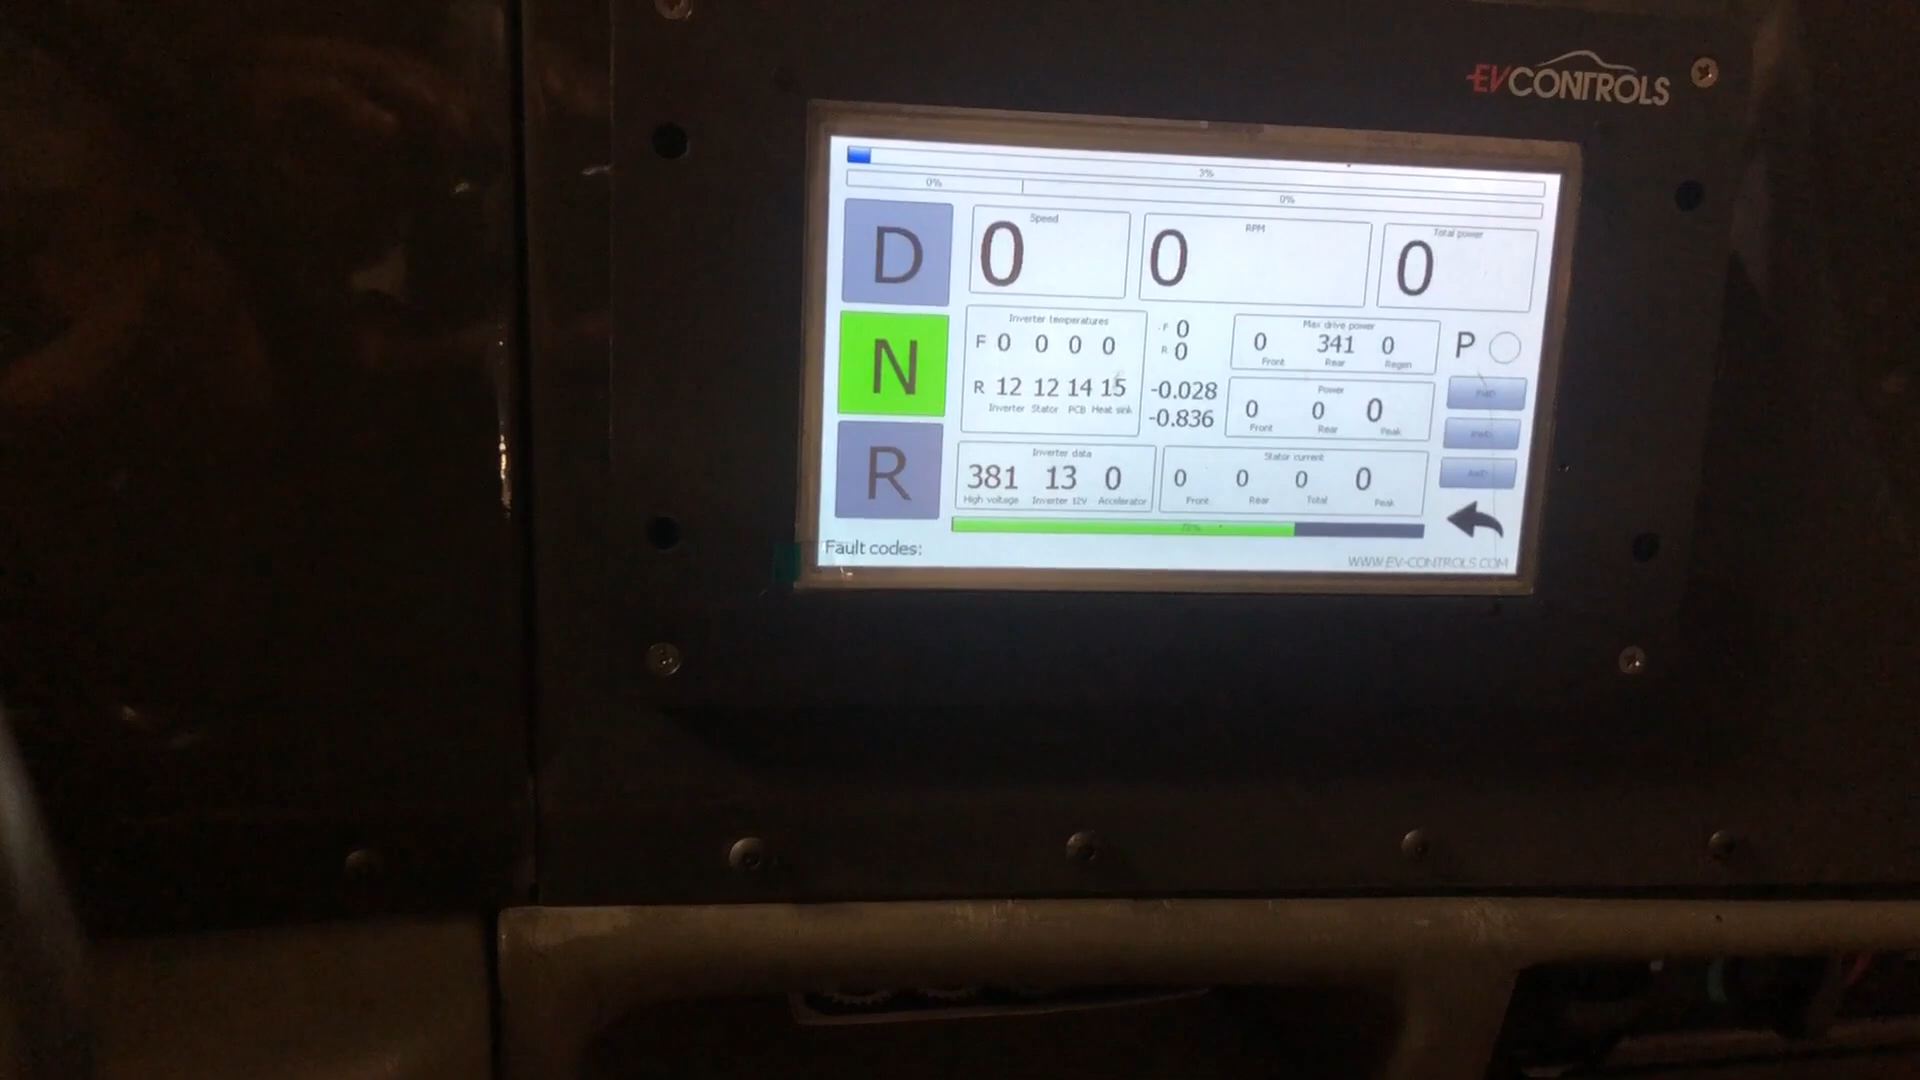 EVCONTROLS
3%
0% 0%
D
N
R
Speed
0
RPM
0
Total power
0
Inverter temperatures
F 0 0 0 0
R 12 12 14 15
Inverter Stator PCB Heat sink
F 0
R 0
-0.028
-0.836
Max drive power
0 341 0
Front Rear Regen
P
Power
0 0 0
Front Rear Peak
Inverter data
381 13 0
High voltage Inverter 12V Accelerator
Stator current
0 0 0 0
Front Rear Total Peak
Fault codes:
WWW.EV-CONTROLS.COM